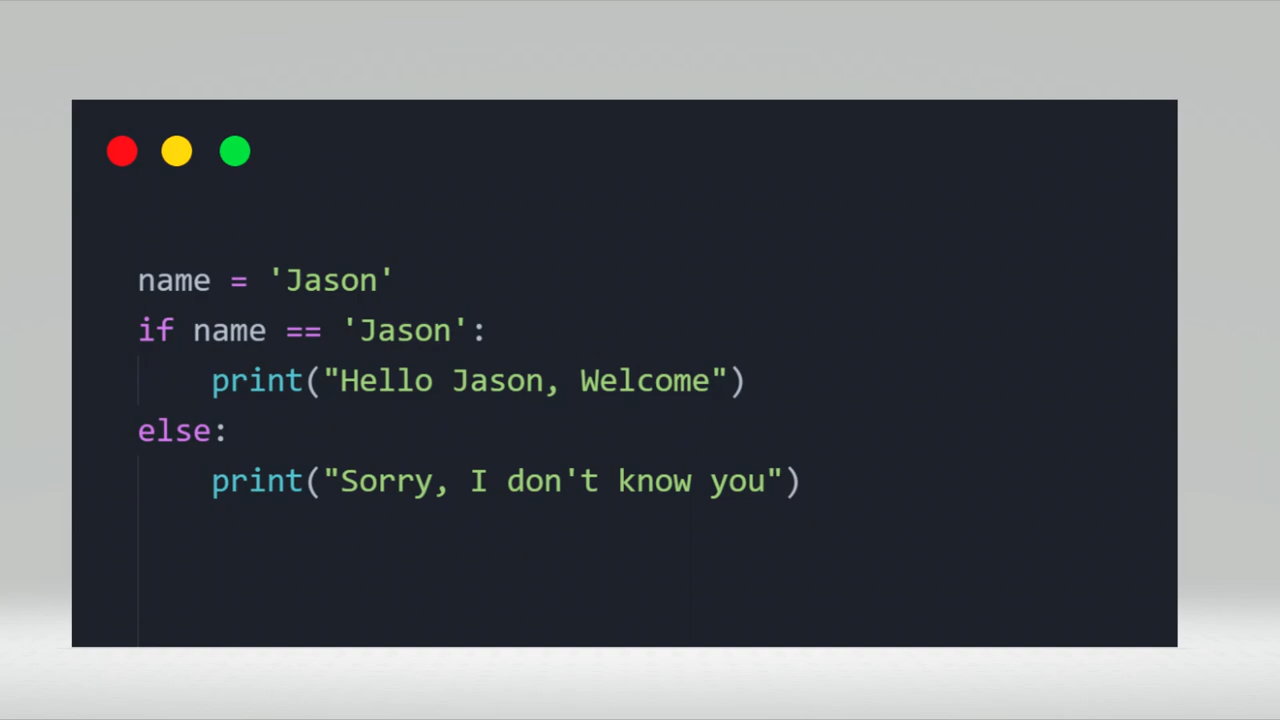 name = 'Jason'
if name == 'Jason':
    print("Hello Jason, Welcome")
else:
    print("Sorry, I don't know you")